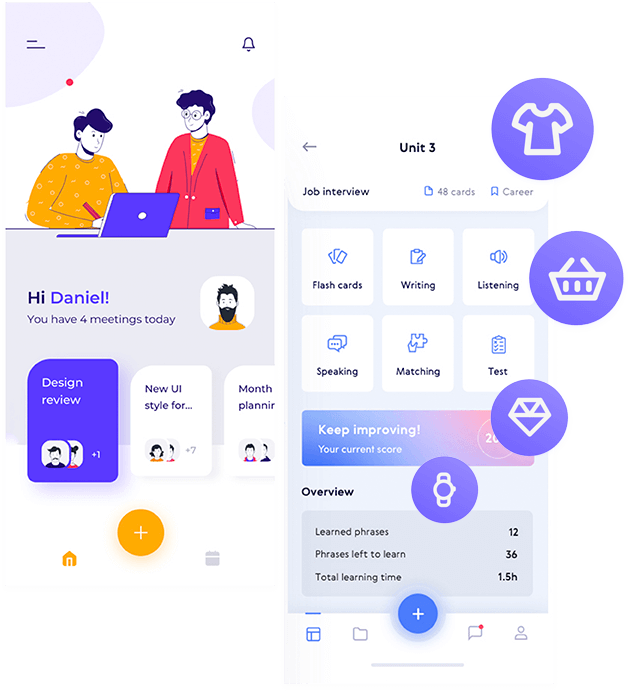 Hi Daniel!
You have 4 meetings today
Design
review
+1
New UI
style for...
+7
Month
plannin
Unit 3
Job interview
48 cards
Career
Flash cards
Writing
Listening
Speaking
Matching
Test
Keep improving!
Your current score
Overview
Learned phrases 12
Phrases left to learn 36
Total learning time 1.5h